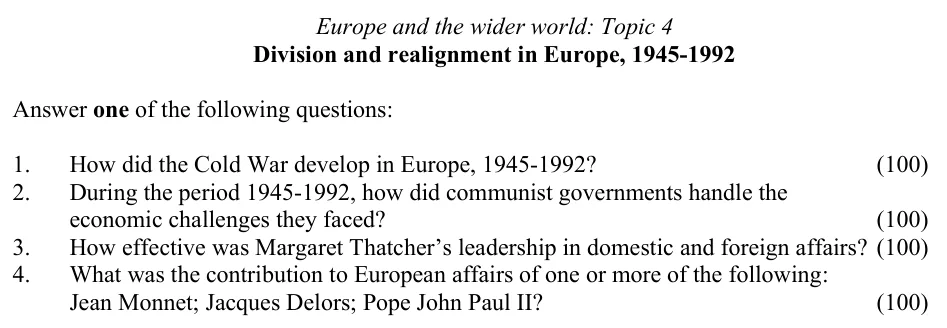 Europe and the wider world: Topic 4
Division and realignment in Europe, 1945-1992
Answer one of the following questions:
1. How did the Cold War develop in Europe, 1945-1992? (100)
2. During the period 1945-1992, how did communist governments handle the
economic challenges they faced? (100)
3. How effective was Margaret Thatcher’s leadership in domestic and foreign affairs? (100)
4. What was the contribution to European affairs of one or more of the following:
Jean Monnet; Jacques Delors; Pope John Paul II? (100)